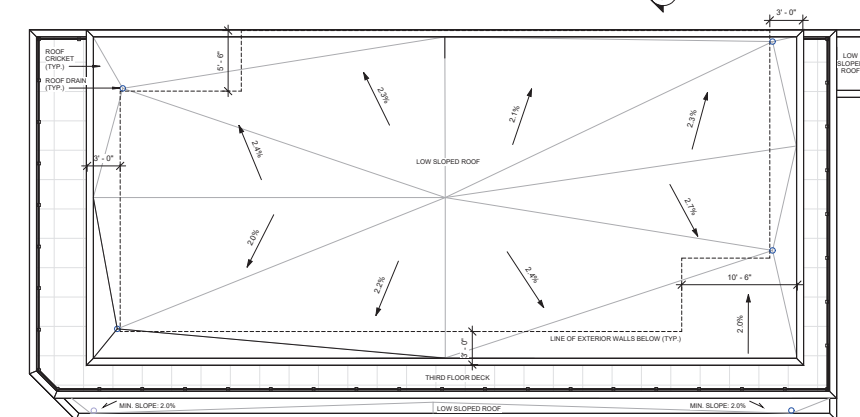 3' - 0"
ROOF
CRICKET
(TYP.)
5' - 6"
LOW
SLOPED
ROOF
ROOF DRAIN
(TYP.)
2.3%
2.1%
2.3%
2.4%
3' - 0"
LOW SLOPED ROOF
2.7%
2.0%
2.2%
2.4%
10' - 6"
2.0%
LINE OF EXTERIOR WALLS BELOW (TYP.)
3' - 0"
THIRD FLOOR DECK
MIN. SLOPE: 2.0%
LOW SLOPED ROOF
MIN. SLOPE: 2.0%